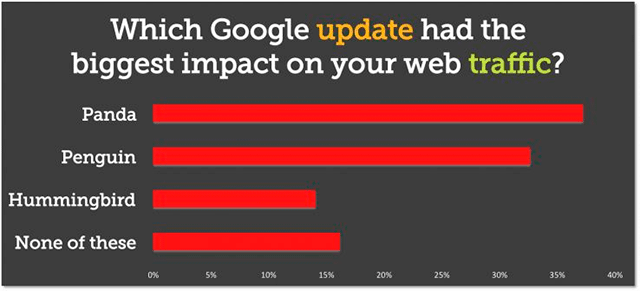 Which Google update had the
biggest impact on your web traffic?
Panda
Penguin
Hummingbird
None of these
0% 5% 10% 15% 20% 25% 30% 35% 40%